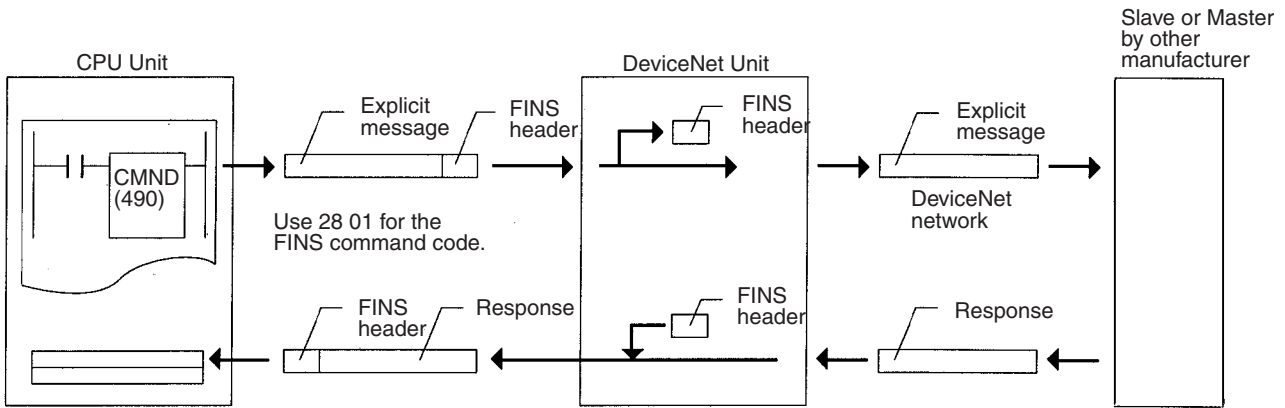 Slave or Master
by other
manufacturer
CPU Unit
DeviceNet Unit
Explicit
message
FINS
header
FINS
header
Explicit
message
CMND
(490)
Use 28 01 for the
FINS command code.
DeviceNet
network
FINS
header
Response
FINS
header
Response